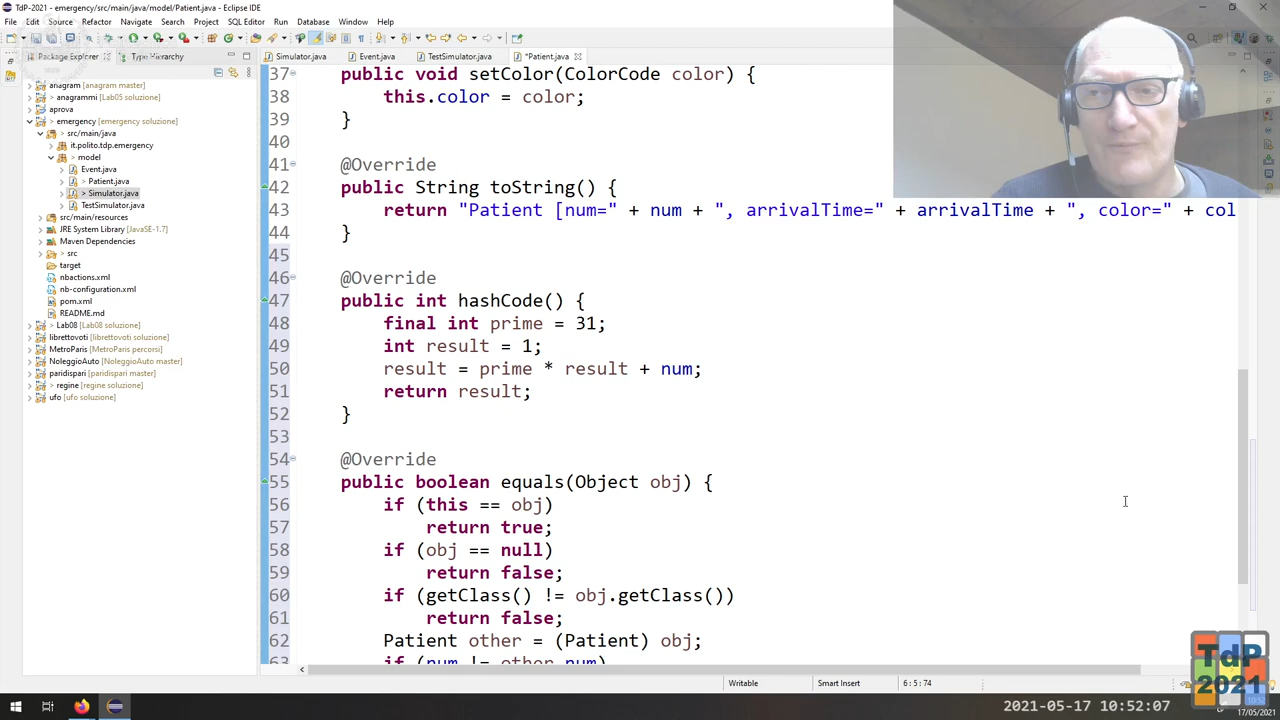 TdP-2021 - emergency/src/main/java/model/Patient.java - Eclipse IDE
File Edit Source Refactor Navigate Search Project SQL Editor Run Database Window Help
Package Explorer Type Hierarchy
Simulator.java Event.java TestSimulator.java *Patient.java
anagram [anagram master]
> anagrammi [Lab05 soluzione]
aprova
> emergency [emergency soluzione]
> src/main/java
> it.polito.tdp.emergency
> model
Event.java
> Patient.java
> Simulator.java
TestSimulator.java
src/main/resources
JRE System Library [JavaSE-1.7]
Maven Dependencies
> src
target
nbactions.xml
nb-configuration.xml
pom.xml
README.md
> Lab08 [Lab08 soluzione]
librettovoti [librettovoti soluzione]
> MetroParis [MetroParis percorsi]
NoleggioAuto [NoleggioAuto master]
paridispari [paridispari master]
> regine [regine soluzione]
ufo [ufo soluzione]
37 public void setColor(ColorCode color) {
38 this.color = color;
39 }
40
41 @Override
42 public String toString() {
43 return "Patient [num=" + num + ", arrivalTime=" + arrivalTime + ", color=" + col
44 }
45
46 @Override
47 public int hashCode() {
48 final int prime = 31;
49 int result = 1;
50 result = prime * result + num;
51 return result;
52 }
53
54 @Override
55 public boolean equals(Object obj) {
56 if (this == obj)
57 return true;
58 if (obj == null)
59 return false;
60 if (getClass() != obj.getClass())
61 return false;
62 Patient other = (Patient) obj;
63 if (num != other.num)
Writable Smart Insert 6 : 5 : 74
TdP
2021
2021-05-17 10:52:07
17/05/2021